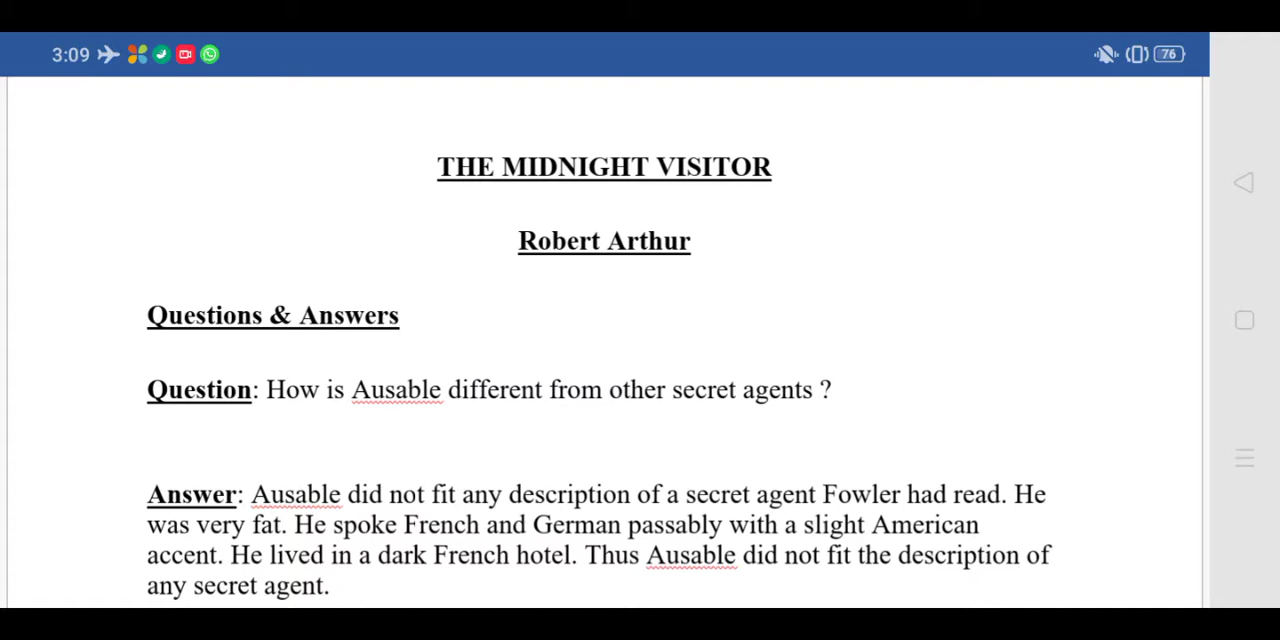 3:09
76
THE MIDNIGHT VISITOR
Robert Arthur
Questions & Answers
Question: How is Ausable different from other secret agents ?
Answer: Ausable did not fit any description of a secret agent Fowler had read. He
was very fat. He spoke French and German passably with a slight American
accent. He lived in a dark French hotel. Thus Ausable did not fit the description of
any secret agent.